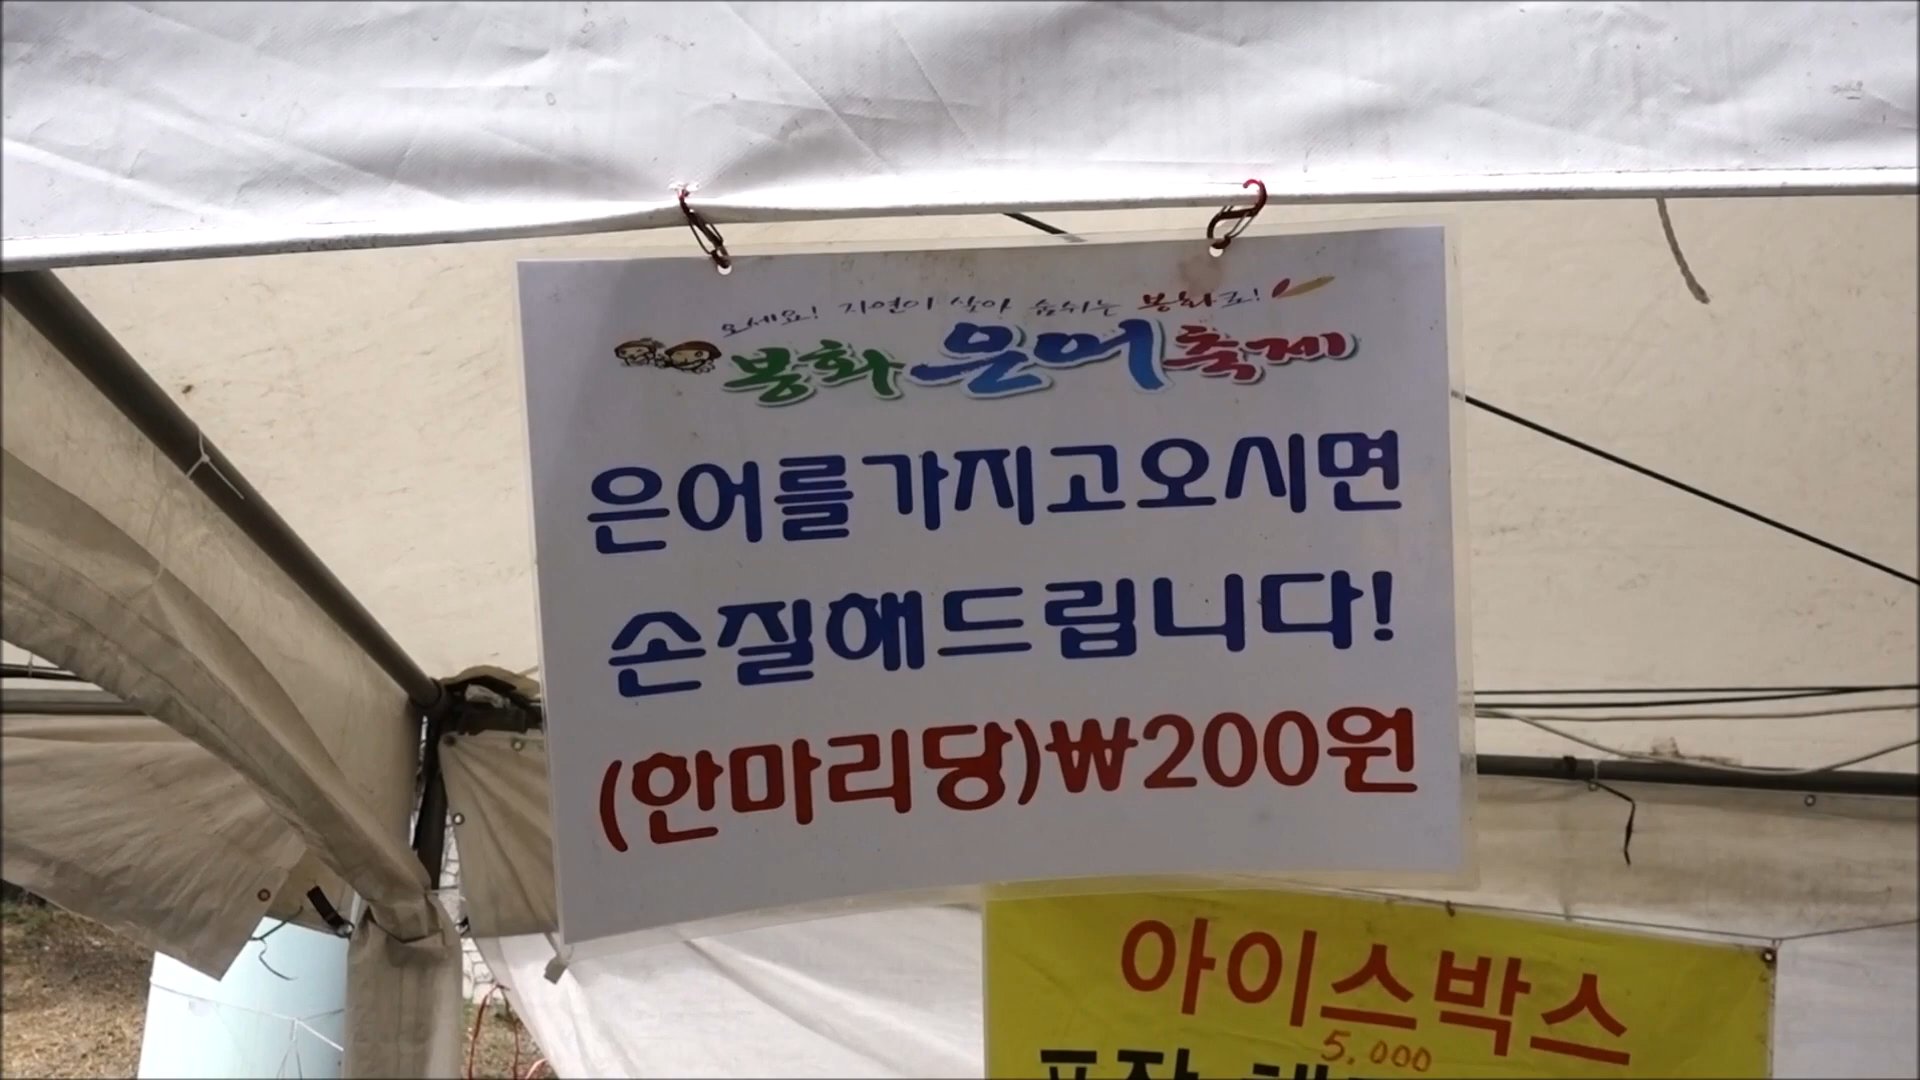 오세요! 자연이 살아 숨쉬는 봉화로!
봉화은어축제
은어를가지고오시면
손질해드립니다!
(한마리당)₩200원
아이스박스
5.000
포장